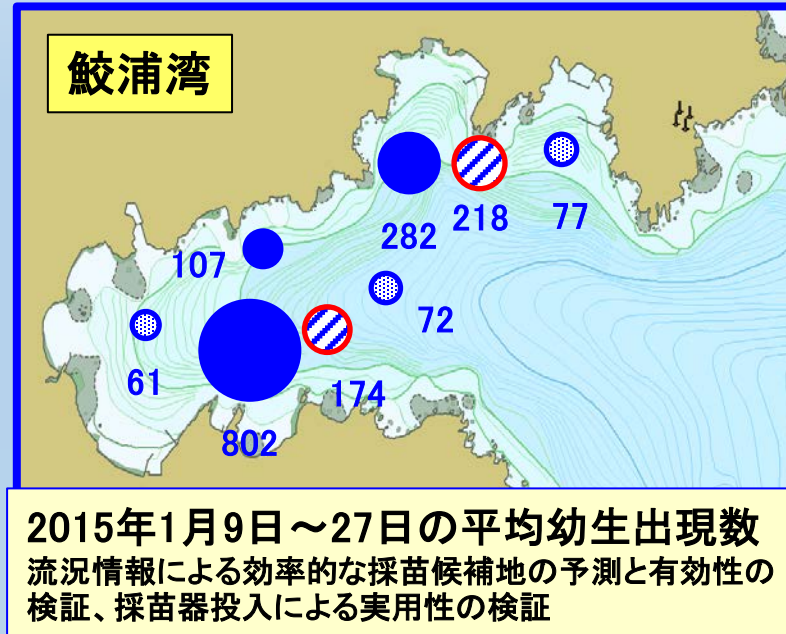 鮫浦湾
282
218
77
107
72
61
174
802
2015年1月9日～27日の平均幼生出現数
流況情報による効率的な採苗候補地の予測と有効性の
検証、採苗器投入による実用性の検証